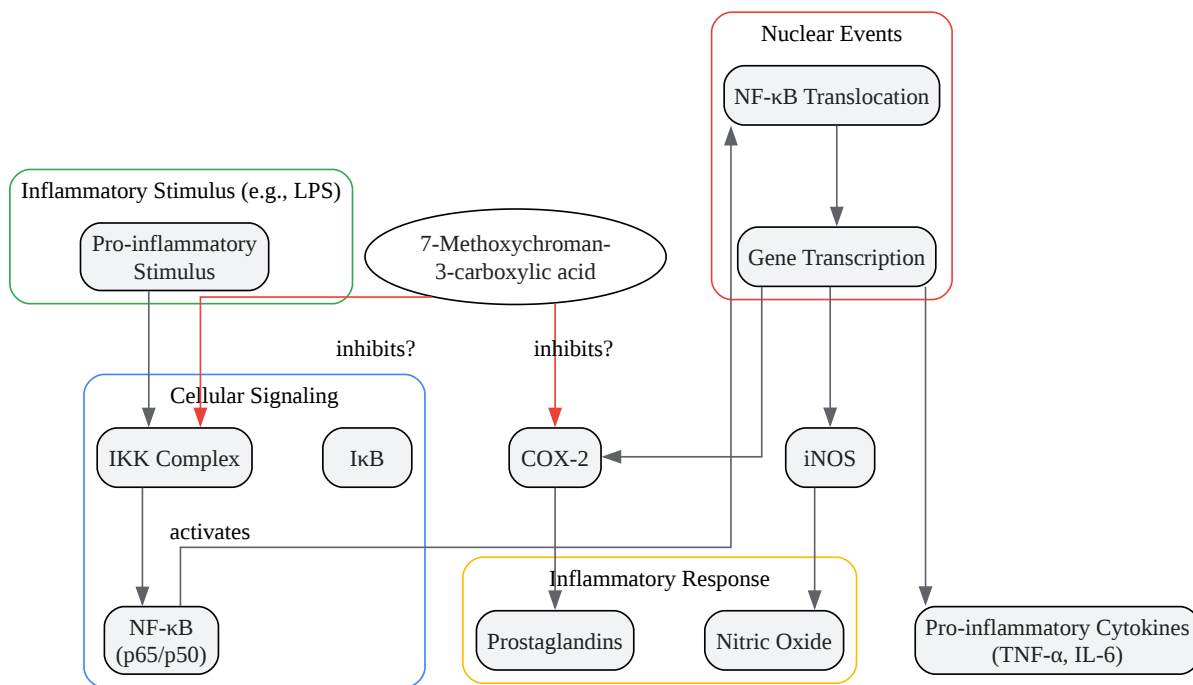 Nuclear Events
NF-κB Translocation
Inflammatory Stimulus (e.g., LPS)
Pro-inflammatory
Stimulus
7-Methoxychroman-
3-carboxylic acid
Gene Transcription
inhibits?
inhibits?
Cellular Signaling
IKK Complex
IκB
COX-2
iNOS
activates
Inflammatory Response
NF-κB
(p65/p50)
Prostaglandins
Nitric Oxide
Pro-inflammatory Cytokines
(TNF-α, IL-6)